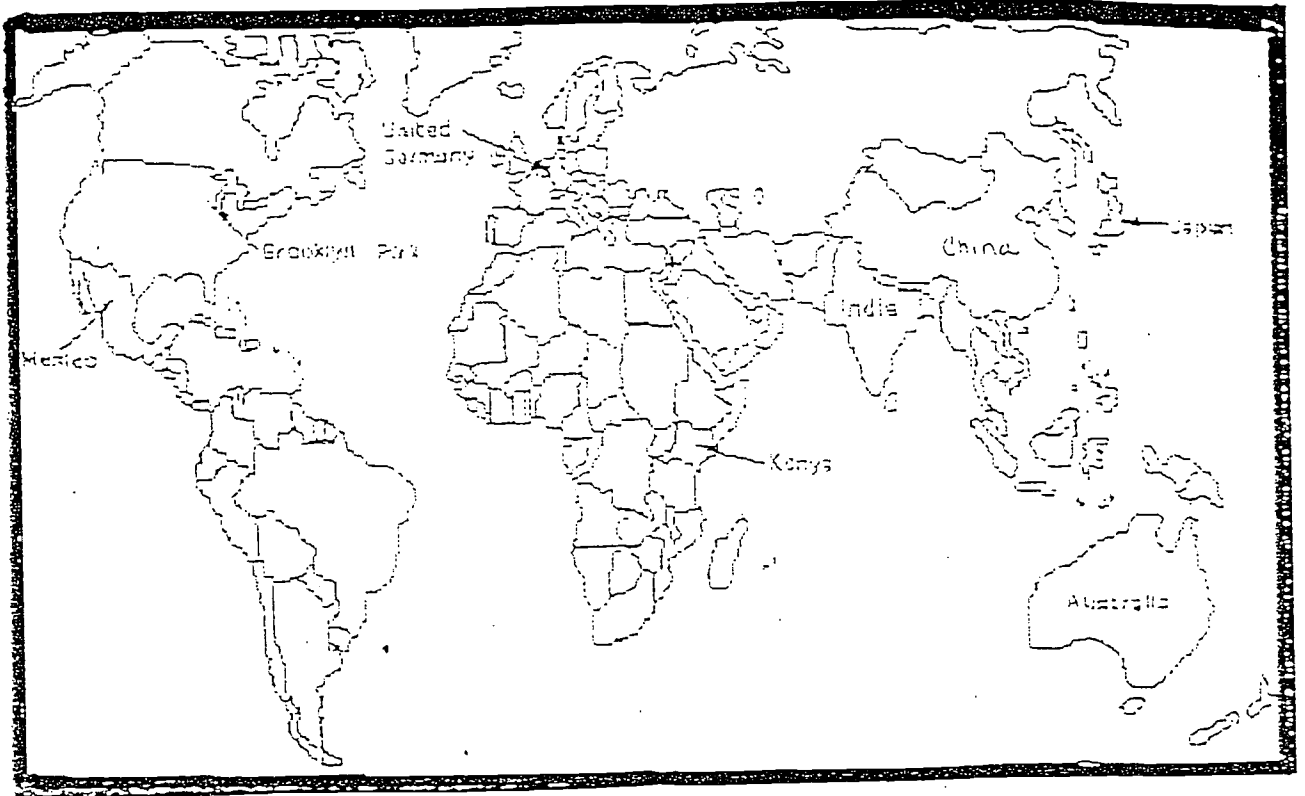 United
Germany
Brooklyn Park
China
Japan
India
Mexico
Kenya
Australia